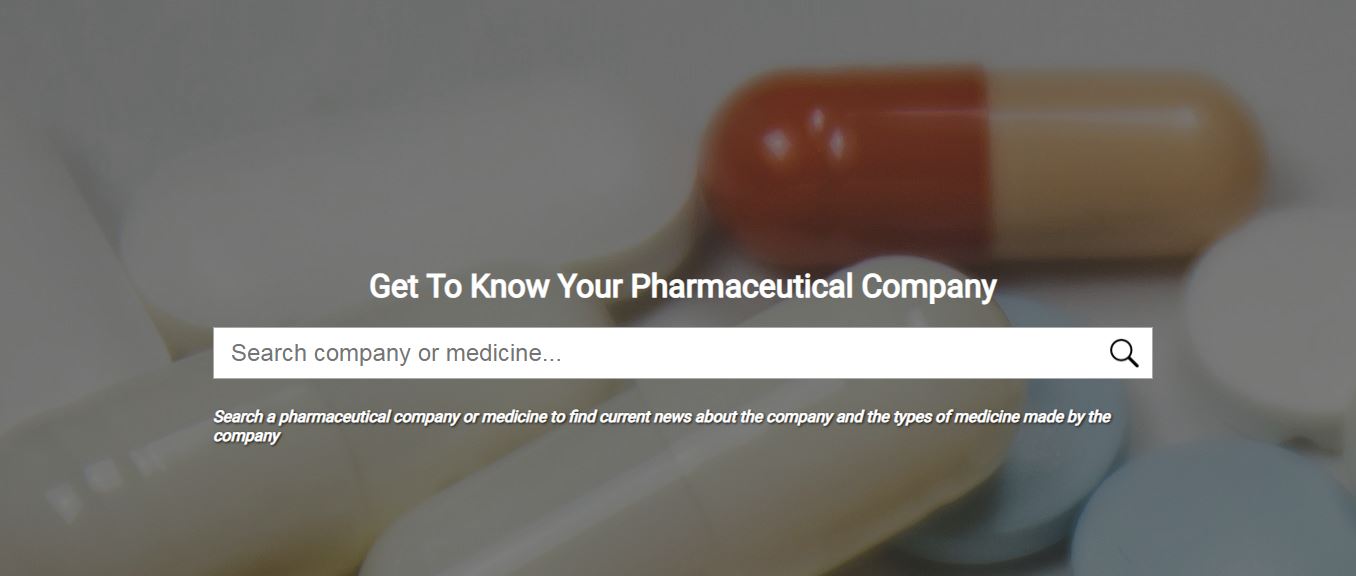 Get To Know Your Pharmaceutical Company
Search company or medicine...
Search a pharmaceutical company or medicine to find current news about the company and the types of medicine made by the
company